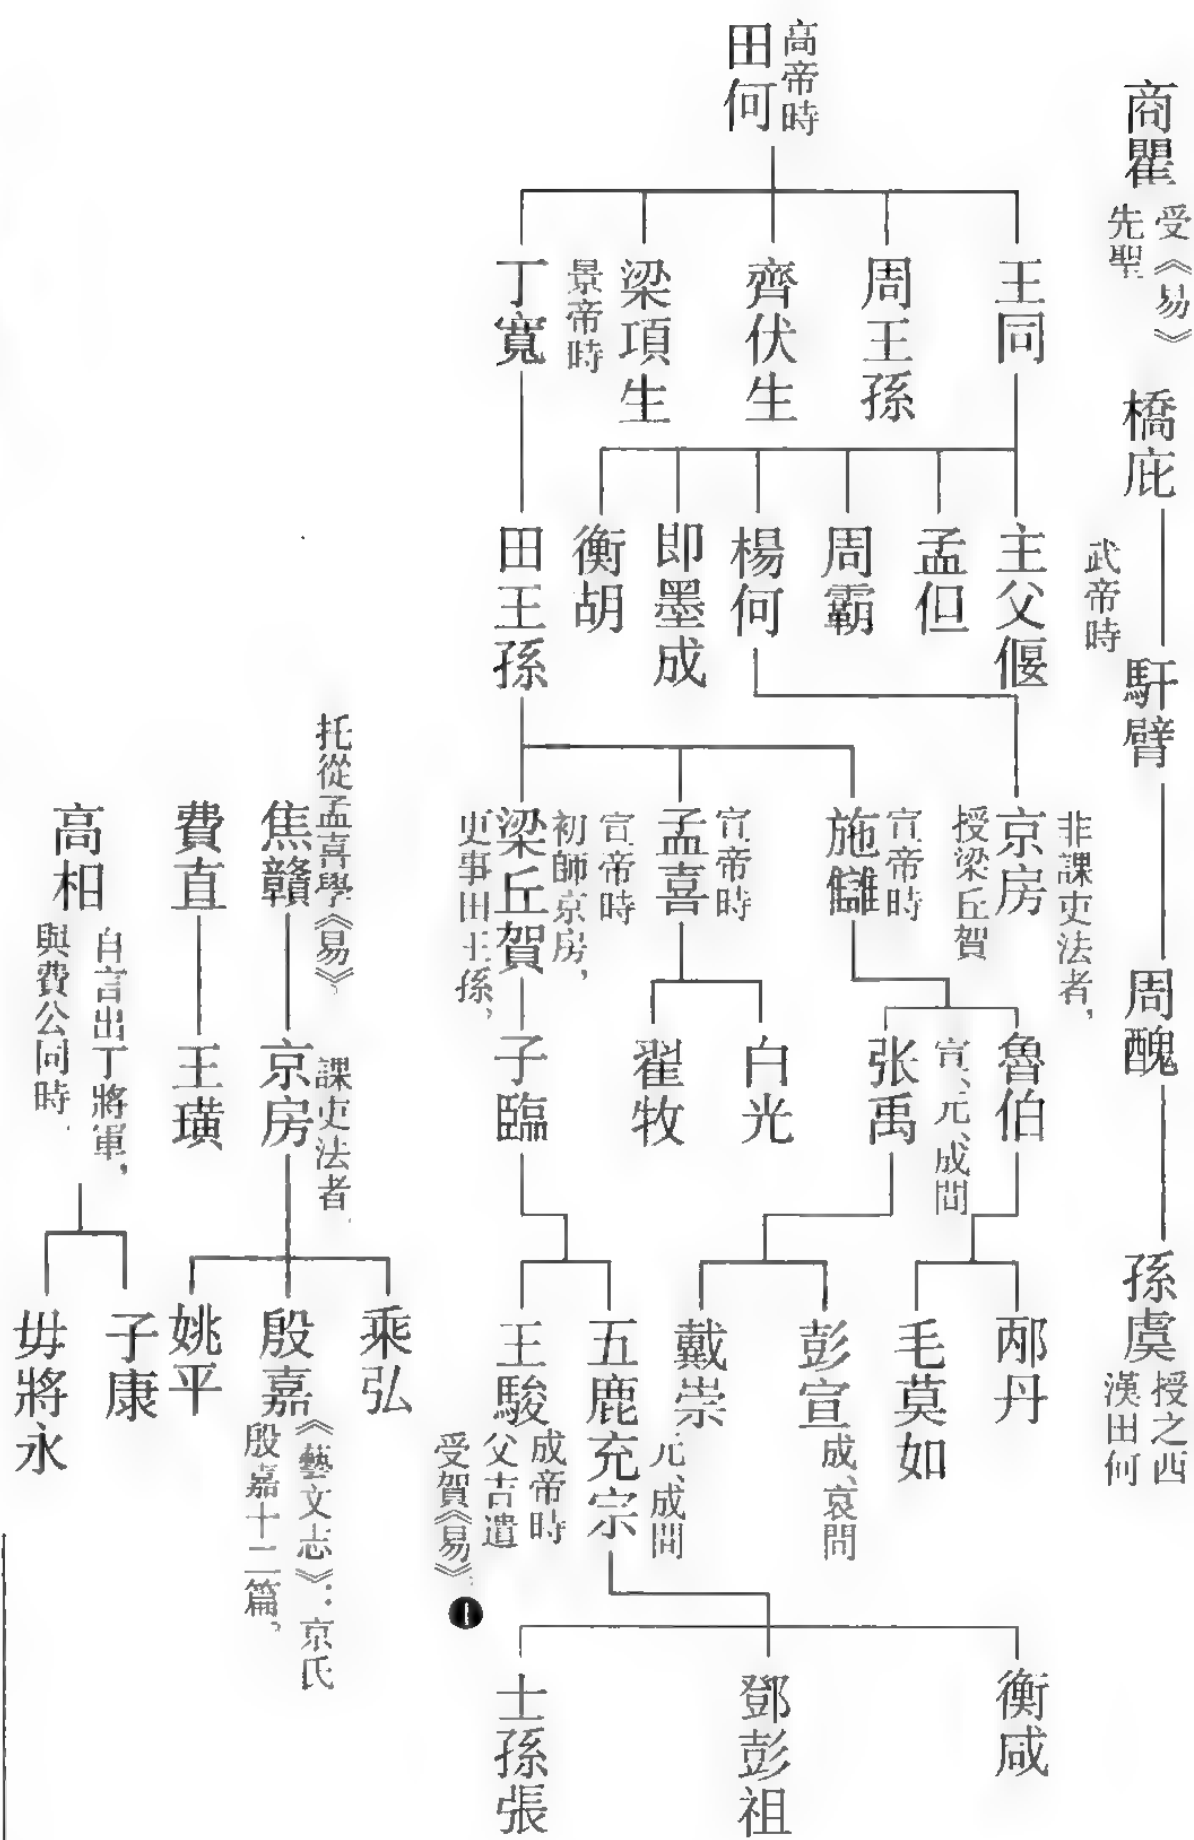 商瞿
受《易》
先聖
橋庇
馯臂
周醜
孫虞
授之西
漢田何
高帝時
田何
王同
周王孫
齊伏生
梁項生
景帝時
丁寬
武帝時
主父偃
孟但
周霸
楊何
即墨成
衡胡
田王孫
非課吏法者，
京房
授梁丘賀
宣帝時
施讎
宣帝時
孟喜
宣帝時
初師京房，
梁丘賀
更事田王孫，
魯伯
宣、元、成間
张禹
白光
翟牧
子臨
邴丹
毛莫如
成、哀間
彭宣
戴崇
元、成間
五鹿充宗
成帝時
王駿
父吉遣
受賀《易》。
❶
衡咸
鄧彭祖
士孫張
托從孟喜學《易》。
焦贛
課吏法者
京房
乘弘
殷嘉
《藝文志》：京氏
殷嘉十二篇，
姚平
費直
王璜
高相
自言出丁將軍，
與費公同時
子康
毋將永